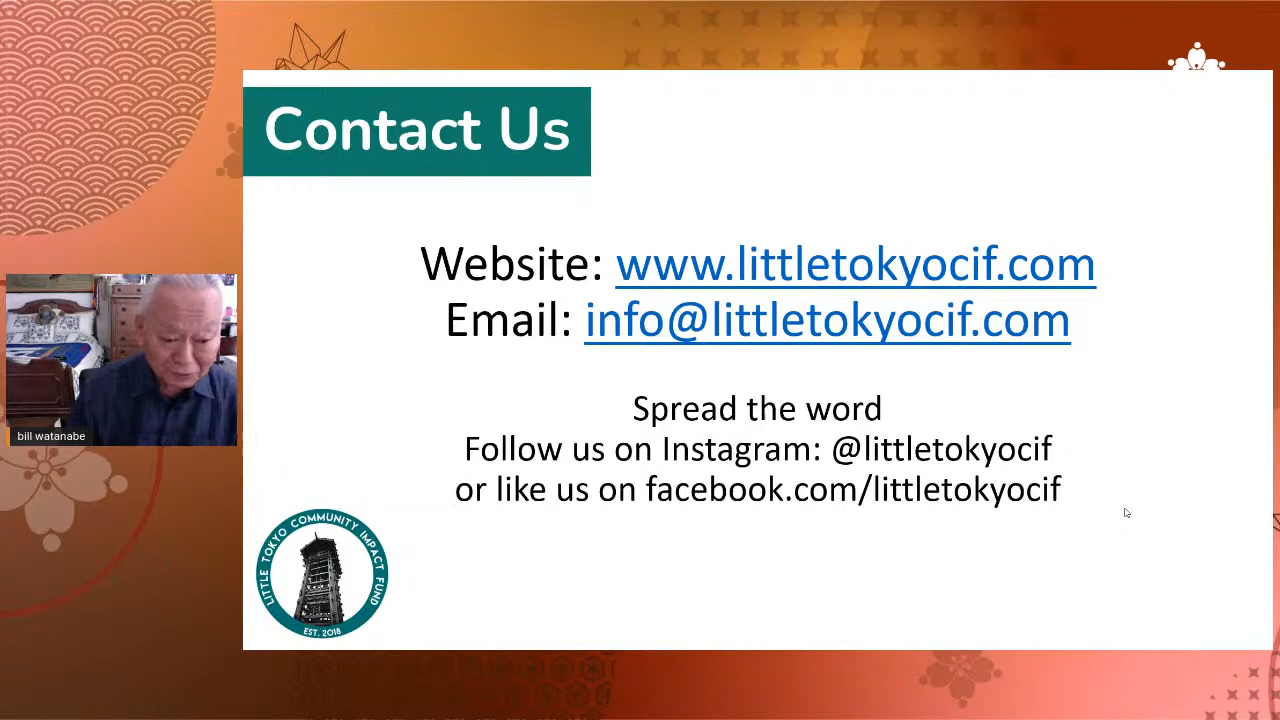 Contact Us
Website: www.littletokyocif.com
Email: info@littletokyocif.com
Spread the word
Follow us on Instagram: @littletokyocif
or like us on facebook.com/littletokyocif
bill watanabe
LITTLE TOKYO COMMUNITY IMPACT FUND
EST. 2018